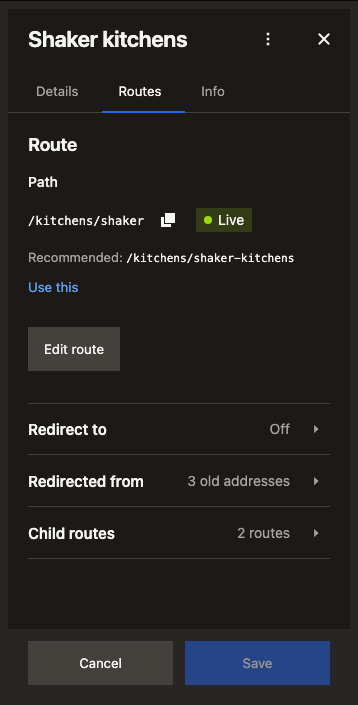 Shaker kitchens
Details Routes Info
Route
Path
/kitchens/shaker Live
Recommended: /kitchens/shaker-kitchens
Use this
Edit route
Redirect to Off
Redirected from 3 old addresses
Child routes 2 routes
Cancel Save